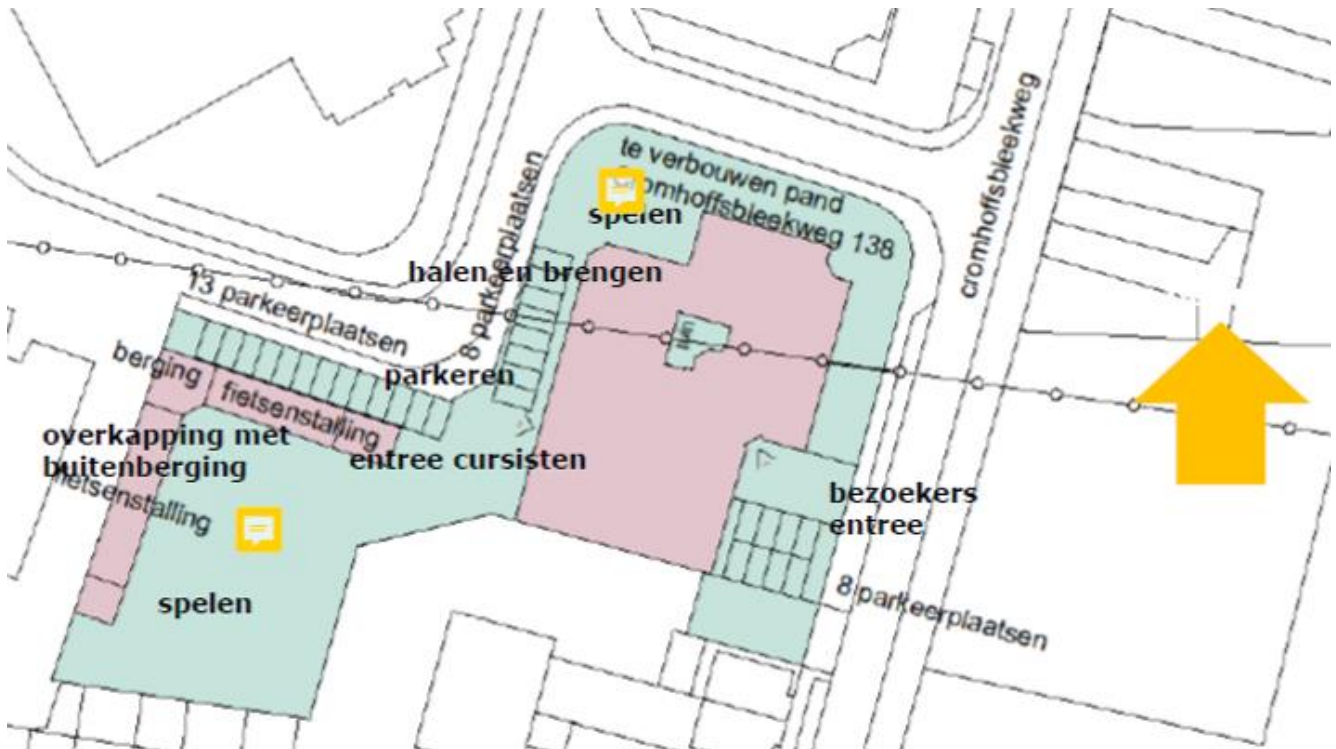 te verbouwen pand
cromhoffsbleekweg 138
spelen
cromhoffsbleekweg
8 parkeerplaatsen
halen en brengen
13 parkeerplaatsen
parkeren
berging
fietsenstalling
overkapping met
buitenberging
entree cursisten
fietsenstalling
bezoekers
entree
spelen
8 parkeerplaatsen